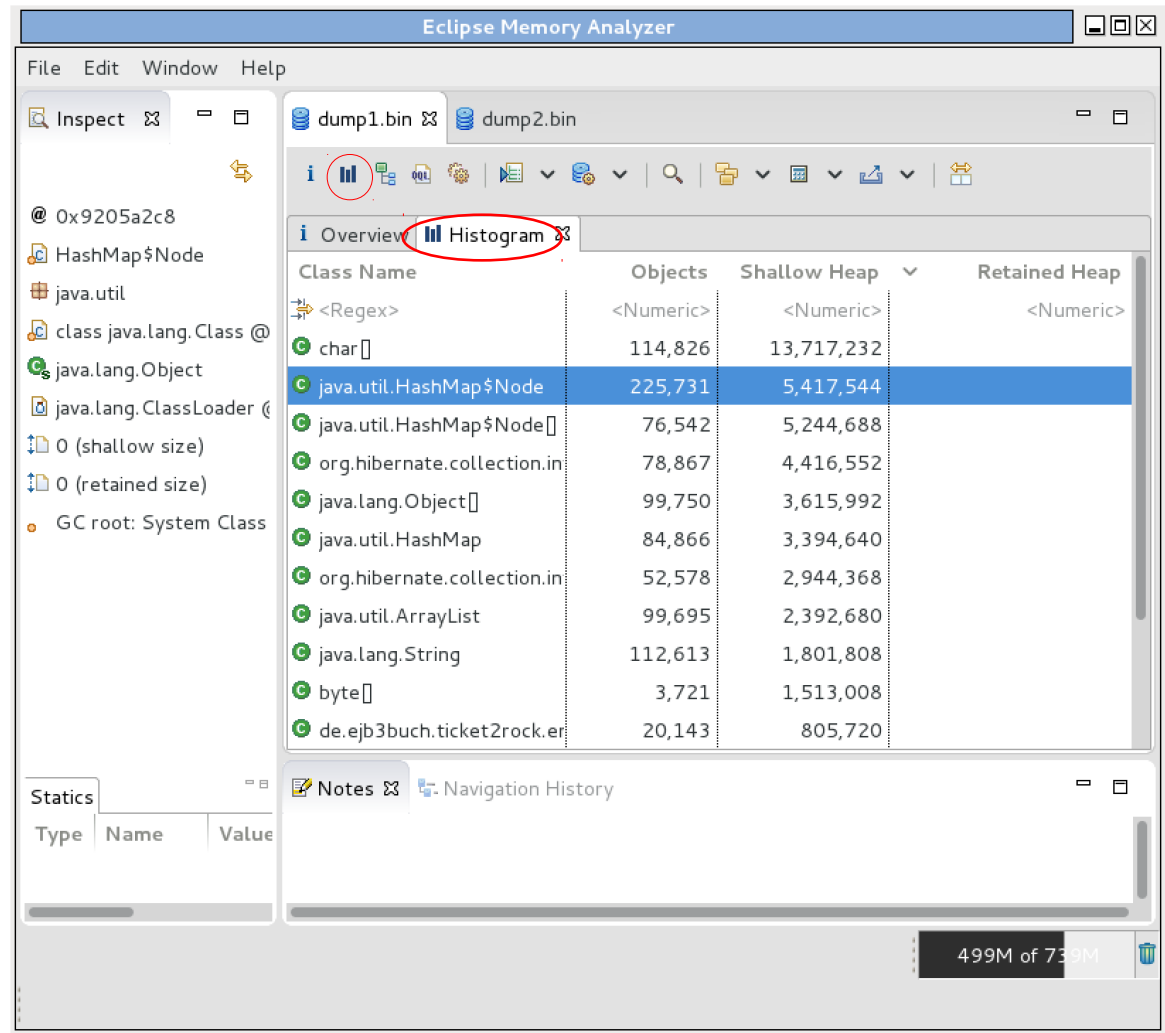 Eclipse Memory Analyzer
File Edit Window Help
Inspect
@ 0x9205a2c8
HashMap$Node
java.util
class java.lang.Class @
java.lang.Object
java.lang.ClassLoader @
0 (shallow size)
0 (retained size)
GC root: System Class
Statics
Type Name Value
dump1.bin dump2.bin
i OQL
i Overview Histogram
Class Name Objects Shallow Heap Retained Heap
<Regex> <Numeric> <Numeric> <Numeric>
char[] 114,826 13,717,232
java.util.HashMap$Node 225,731 5,417,544
java.util.HashMap$Node[] 76,542 5,244,688
org.hibernate.collection.in 78,867 4,416,552
java.lang.Object[] 99,750 3,615,992
java.util.HashMap 84,866 3,394,640
org.hibernate.collection.in 52,578 2,944,368
java.util.ArrayList 99,695 2,392,680
java.lang.String 112,613 1,801,808
byte[] 3,721 1,513,008
de.ejb3buch.ticket2rock.er 20,143 805,720
Notes Navigation History
499M of 739M